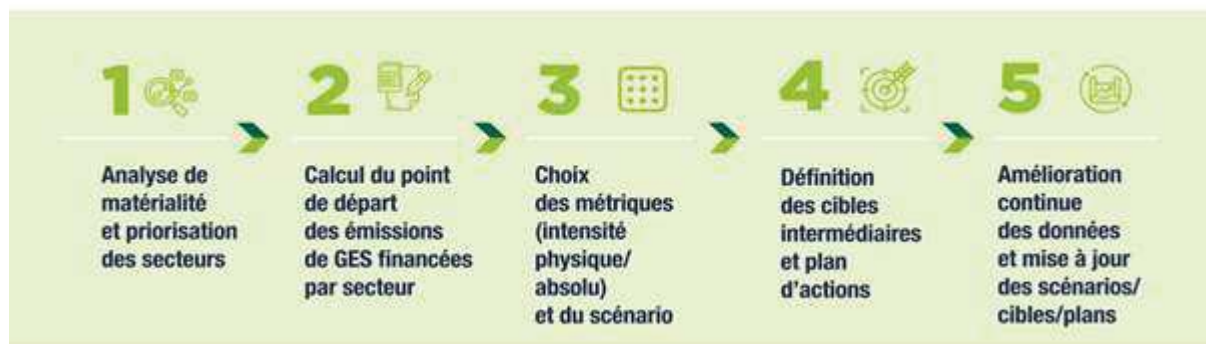 1
Analyse de
matérialité
et priorisation
des secteurs
2
Calcul du point
de départ
des émissions
de GES financées
par secteur
3
Choix
des métriques
(intensité
physique/
absolu)
et du scénario
4
Définition
des cibles
intermédiaires
et plan
d'actions
5
Amélioration
continue
des données
et mise à jour
des scénarios/
cibles/plans